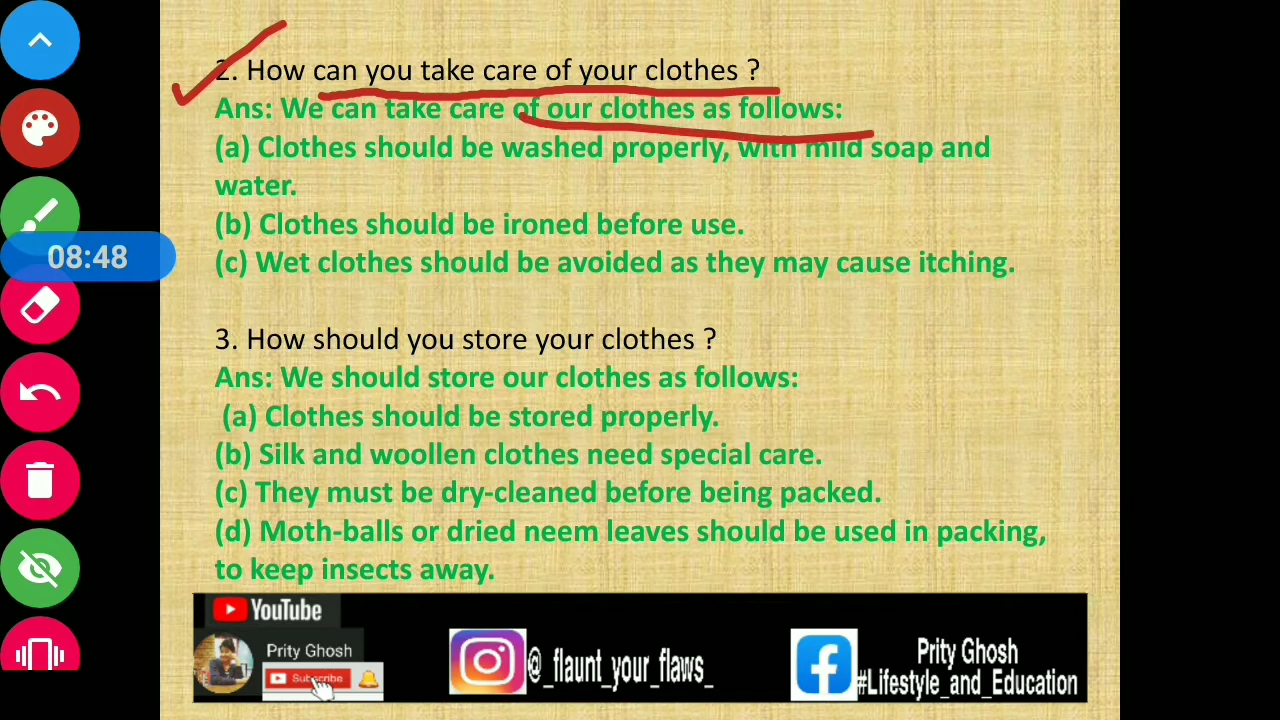 2. How can you take care of your clothes ?
Ans: We can take care of our clothes as follows:
(a) Clothes should be washed properly, with mild soap and
water.
(b) Clothes should be ironed before use.
08:48
(c) Wet clothes should be avoided as they may cause itching.
3. How should you store your clothes ?
Ans: We should store our clothes as follows:
(a) Clothes should be stored properly.
(b) Silk and woollen clothes need special care.
(c) They must be dry-cleaned before being packed.
(d) Moth-balls or dried neem leaves should be used in packing,
to keep insects away.
YouTube
Prity Ghosh
Subscribe
@_flaunt_your_flaws_
Prity Ghosh
#Lifestyle_and_Education